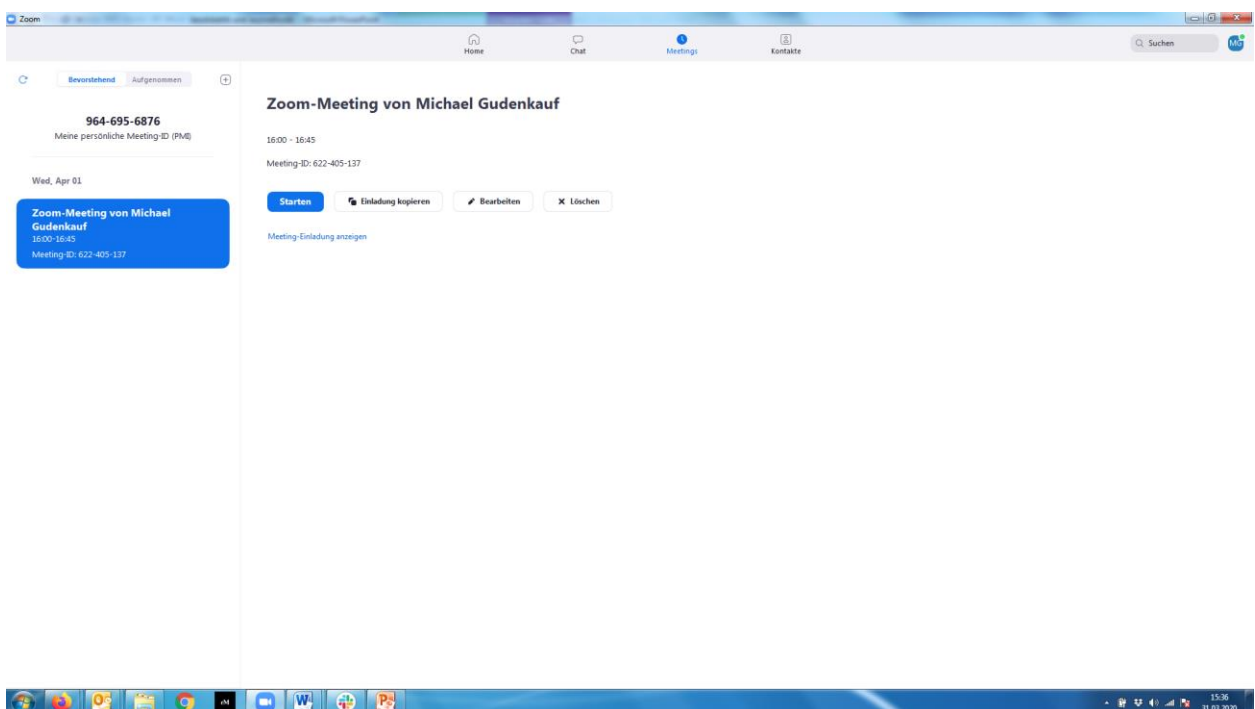 Zoom
Home
Chat
Meetings
Kontakte
Suchen
MG
Bevorstehend Aufgenommen
964-695-6876
Meine persönliche Meeting-ID (PMI)
Wed, Apr 01
Zoom-Meeting von Michael
Gudenkauf
16:00-16:45
Meeting-ID: 622-405-137
Zoom-Meeting von Michael Gudenkauf
16:00 - 16:45
Meeting-ID: 622-405-137
Starten
Einladung kopieren
Bearbeiten
Löschen
Meeting-Einladung anzeigen
15:36
31.03.2020